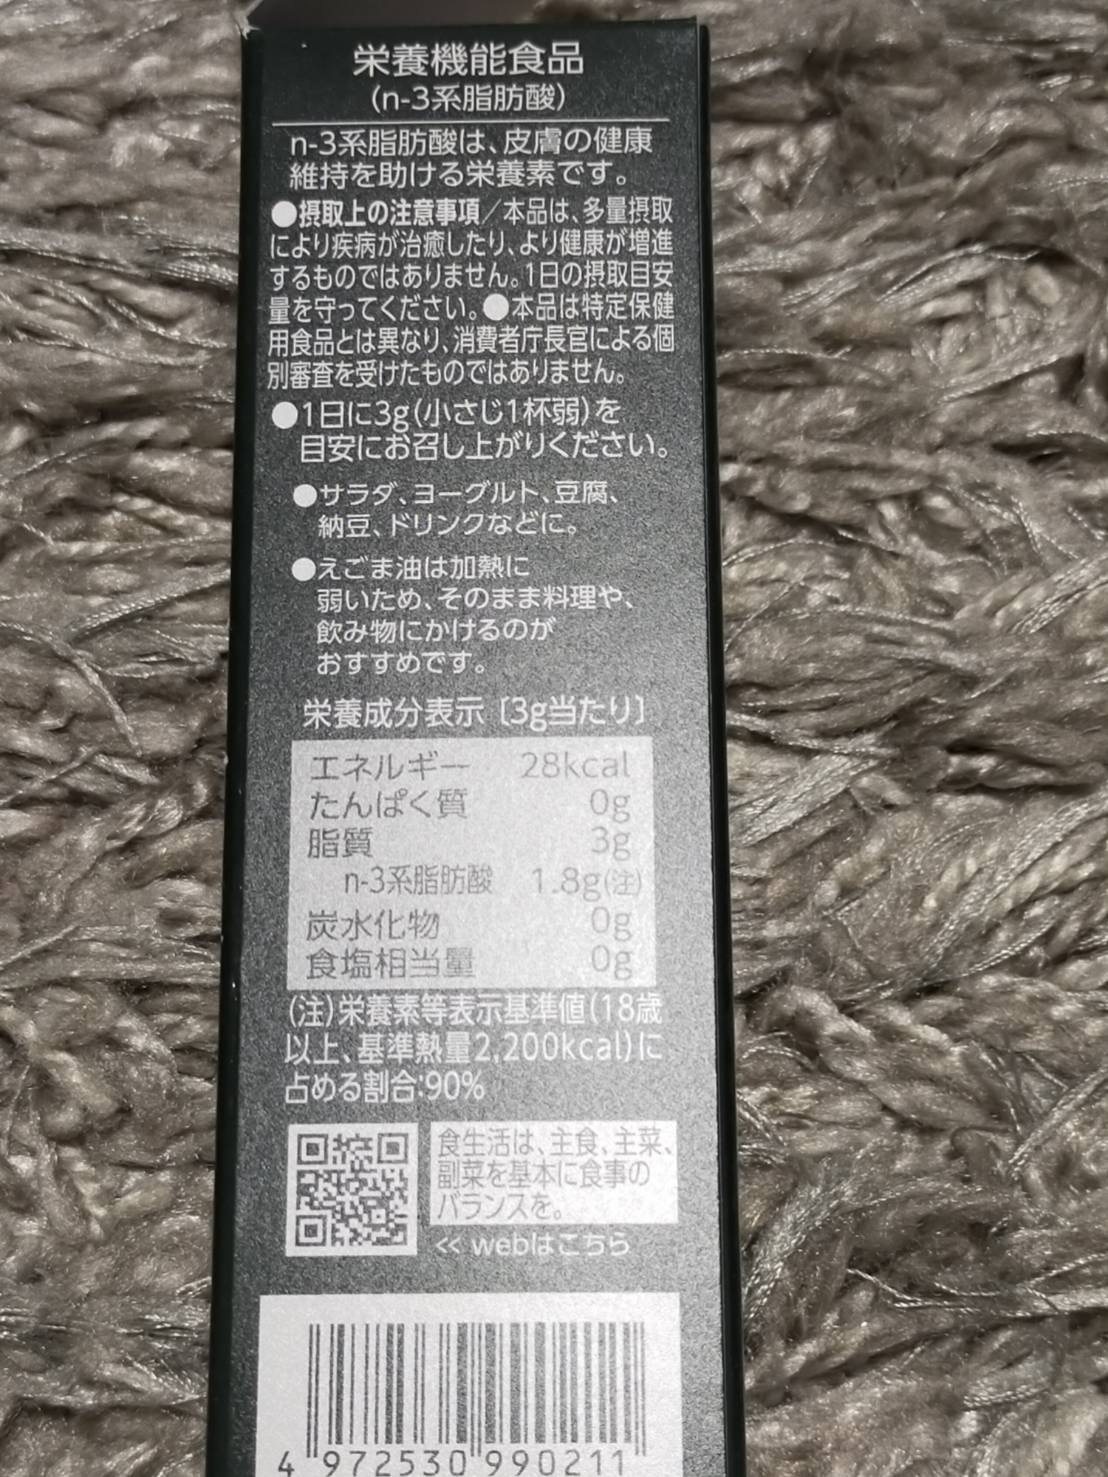 栄養機能食品
(n-3系脂肪酸)
n-3系脂肪酸は、皮膚の健康
維持を助ける栄養素です。
●摂取上の注意事項／本品は、多量摂取
により疾病が治癒したり、より健康が増進
するものではありません。1日の摂取目安
量を守ってください。●本品は特定保健
用食品とは異なり、消費者庁長官による個
別審査を受けたものではありません。
●1日に3g(小さじ1杯弱)を
目安にお召し上がりください。
●サラダ、ヨーグルト、豆腐、
納豆、ドリンクなどに。
●えごま油は加熱に
弱いため、そのまま料理や、
飲み物にかけるのが
おすすめです。
栄養成分表示［3g当たり］
エネルギー 28kcal
たんぱく質 0g
脂質 3g
n-3系脂肪酸 1.8g(注)
炭水化物 0g
食塩相当量 0g
(注)栄養素等表示基準値(18歳
以上、基準熱量2,200kcal)に
占める割合:90%
食生活は、主食、主菜、
副菜を基本に食事の
バランスを。
<< webはこちら
4 972530 990211